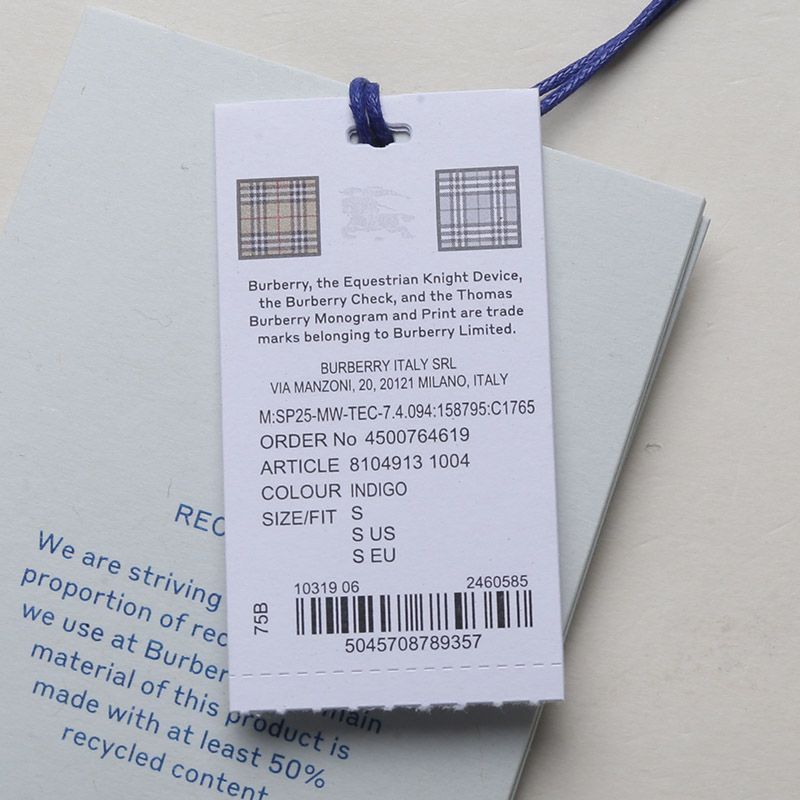 Burberry, the Equestrian Knight Device,
the Burberry Check, and the Thomas
Burberry Monogram and Print are trade
marks belonging to Burberry Limited.
BURBERRY ITALY SRL
VIA MANZONI, 20, 20121 MILANO, ITALY
M:SP25-MW-TEC-7.4.094:158795:C1765
ORDER No 4500764619
ARTICLE 8104913 1004
COLOUR INDIGO
SIZE/FIT S
S US
S EU
10319 06 2460585
75B
5045708789357
REC
We are striving
proportion of rec
we use at Burber
material of this product is
made with at least 50%
recycled content